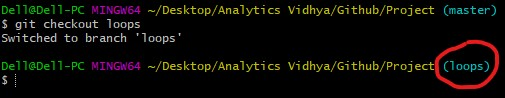 Dell@Dell-PC MINGW64 ~/Desktop/Analytics Vidhya/Github/Project (master)
$ git checkout loops
Switched to branch 'loops'
Dell@Dell-PC MINGW64 ~/Desktop/Analytics Vidhya/Github/Project (loops)
$